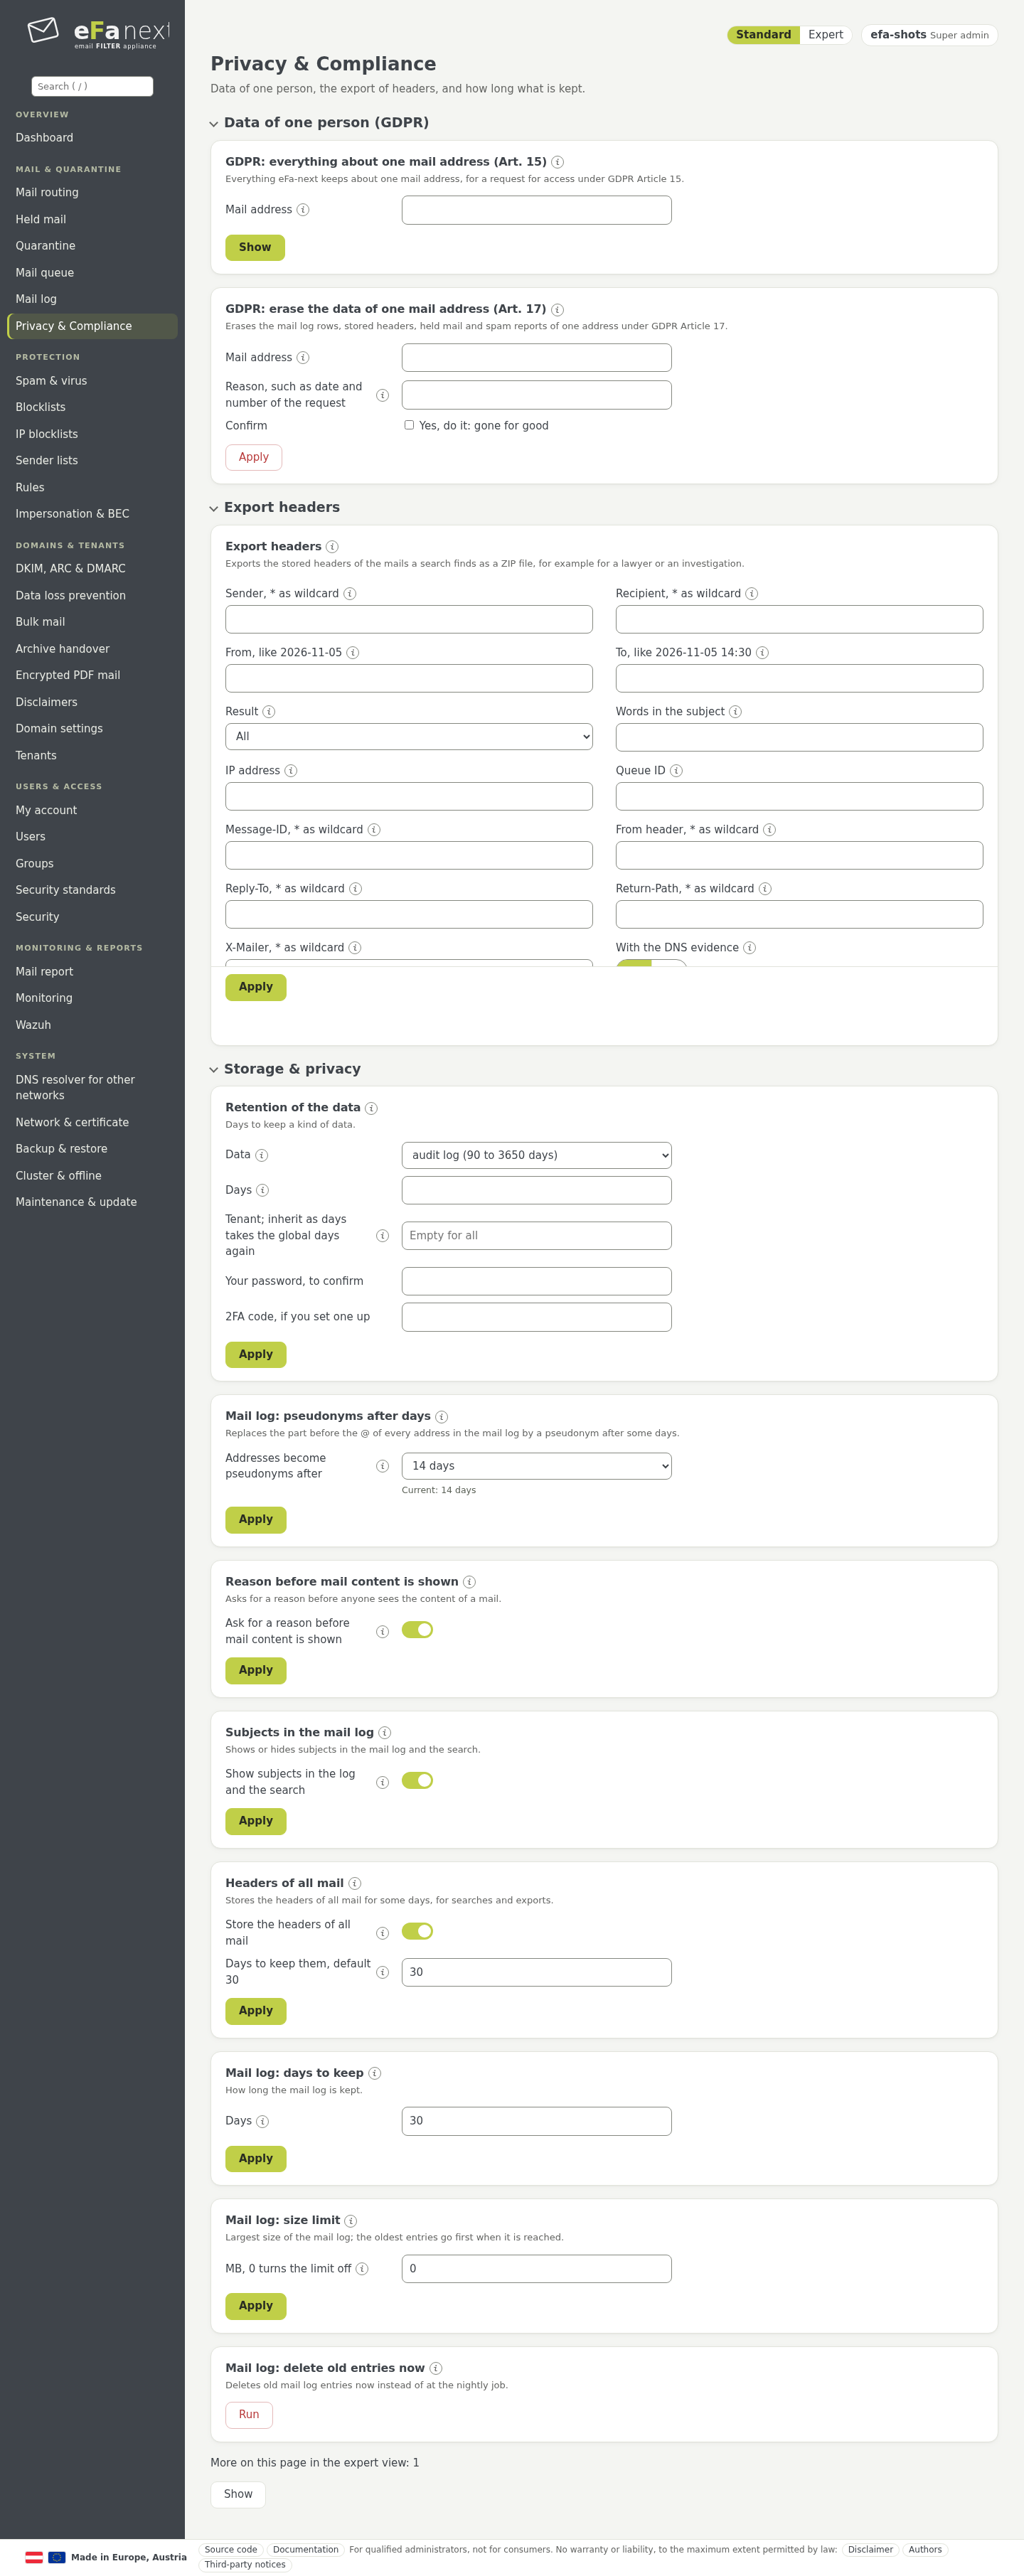 eFanext
email FILTER appliance
Search ( / )
OVERVIEW
Dashboard
MAIL & QUARANTINE
Mail routing
Held mail
Quarantine
Mail queue
Mail log
Privacy & Compliance
PROTECTION
Spam & virus
Blocklists
IP blocklists
Sender lists
Rules
Impersonation & BEC
DOMAINS & TENANTS
DKIM, ARC & DMARC
Data loss prevention
Bulk mail
Archive handover
Encrypted PDF mail
Disclaimers
Domain settings
Tenants
USERS & ACCESS
My account
Users
Groups
Security standards
Security
MONITORING & REPORTS
Mail report
Monitoring
Wazuh
SYSTEM
DNS resolver for other
networks
Network & certificate
Backup & restore
Cluster & offline
Maintenance & update
Standard Expert efa-shots Super admin
Privacy & Compliance
Data of one person, the export of headers, and how long what is kept.
Data of one person (GDPR)
GDPR: everything about one mail address (Art. 15)
Everything eFa-next keeps about one mail address, for a request for access under GDPR Article 15.
Mail address
Show
GDPR: erase the data of one mail address (Art. 17)
Erases the mail log rows, stored headers, held mail and spam reports of one address under GDPR Article 17.
Mail address
Reason, such as date and
number of the request
Confirm Yes, do it: gone for good
Apply
Export headers
Export headers
Exports the stored headers of the mails a search finds as a ZIP file, for example for a lawyer or an investigation.
Sender, * as wildcard Recipient, * as wildcard
From, like 2026-11-05 To, like 2026-11-05 14:30
Result Words in the subject
All
IP address Queue ID
Message-ID, * as wildcard From header, * as wildcard
Reply-To, * as wildcard Return-Path, * as wildcard
X-Mailer, * as wildcard With the DNS evidence
Apply
Storage & privacy
Retention of the data
Days to keep a kind of data.
Data audit log (90 to 3650 days)
Days
Tenant; inherit as days
takes the global days
again
Empty for all
Your password, to confirm
2FA code, if you set one up
Apply
Mail log: pseudonyms after days
Replaces the part before the @ of every address in the mail log by a pseudonym after some days.
Addresses become
pseudonyms after
14 days
Current: 14 days
Apply
Reason before mail content is shown
Asks for a reason before anyone sees the content of a mail.
Ask for a reason before
mail content is shown
Apply
Subjects in the mail log
Shows or hides subjects in the mail log and the search.
Show subjects in the log
and the search
Apply
Headers of all mail
Stores the headers of all mail for some days, for searches and exports.
Store the headers of all
mail
Days to keep them, default
30
30
Apply
Mail log: days to keep
How long the mail log is kept.
Days 30
Apply
Mail log: size limit
Largest size of the mail log; the oldest entries go first when it is reached.
MB, 0 turns the limit off 0
Apply
Mail log: delete old entries now
Deletes old mail log entries now instead of at the nightly job.
Run
More on this page in the expert view: 1
Show
Made in Europe, Austria
Source code Documentation For qualified administrators, not for consumers. No warranty or liability, to the maximum extent permitted by law: Disclaimer Authors
Third-party notices